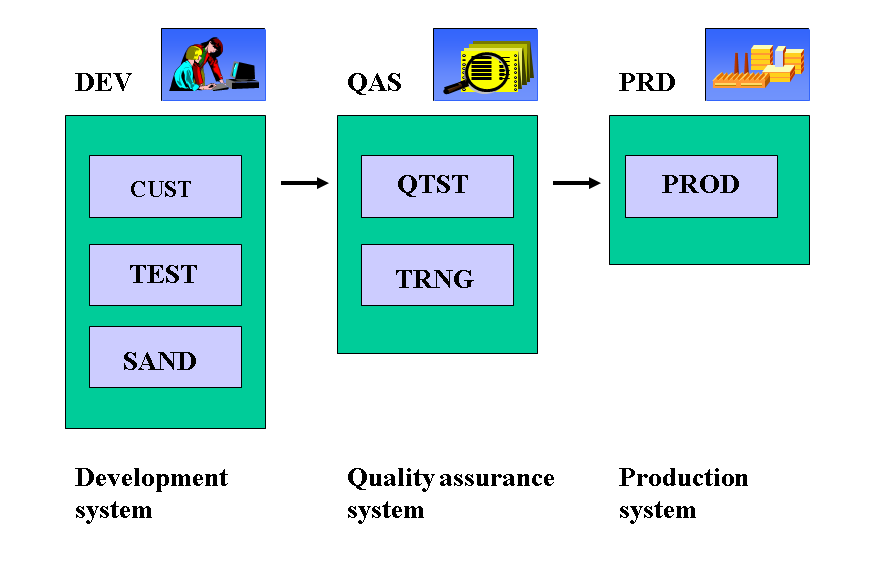 DEV
QAS
PRD
CUST
QTST
PROD
TEST
TRNG
SAND
Development
system
Quality assurance
system
Production
system